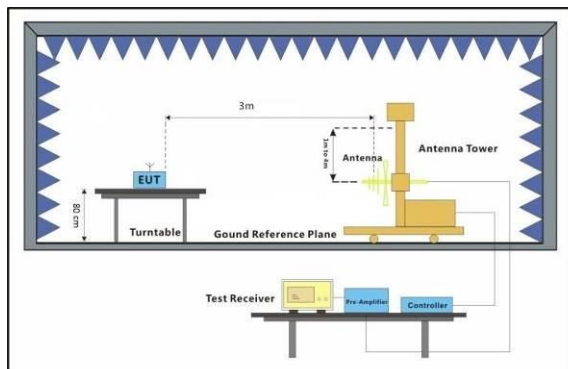 3m
1m to 4m
Antenna
Antenna Tower
EUT
80 cm
Turntable
Gound Reference Plane
Test Receiver
Pre-Amplifier
Controller